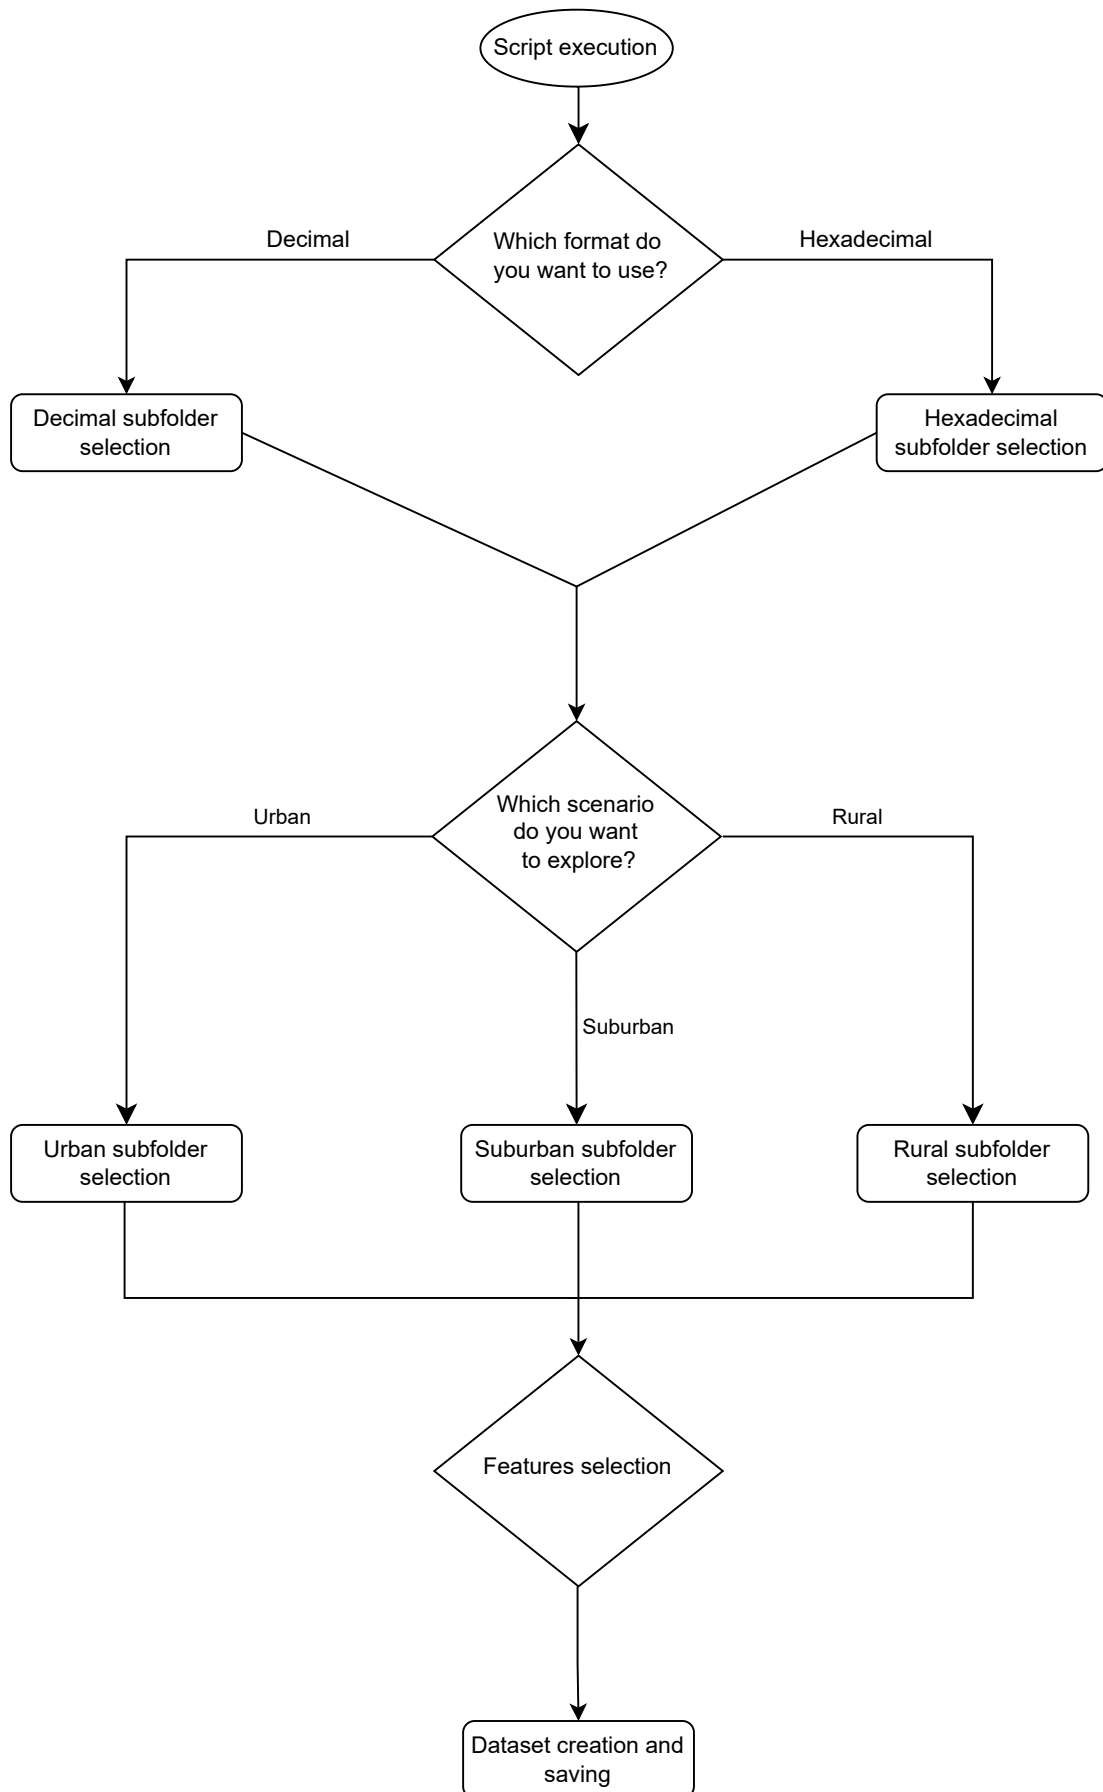 Script execution
Which format do
you want to use?
Decimal
Hexadecimal
Decimal subfolder
selection
Hexadecimal
subfolder selection
Which scenario
do you want
to explore?
Urban
Rural
Suburban
Urban subfolder
selection
Suburban subfolder
selection
Rural subfolder
selection
Features selection
Dataset creation and
saving